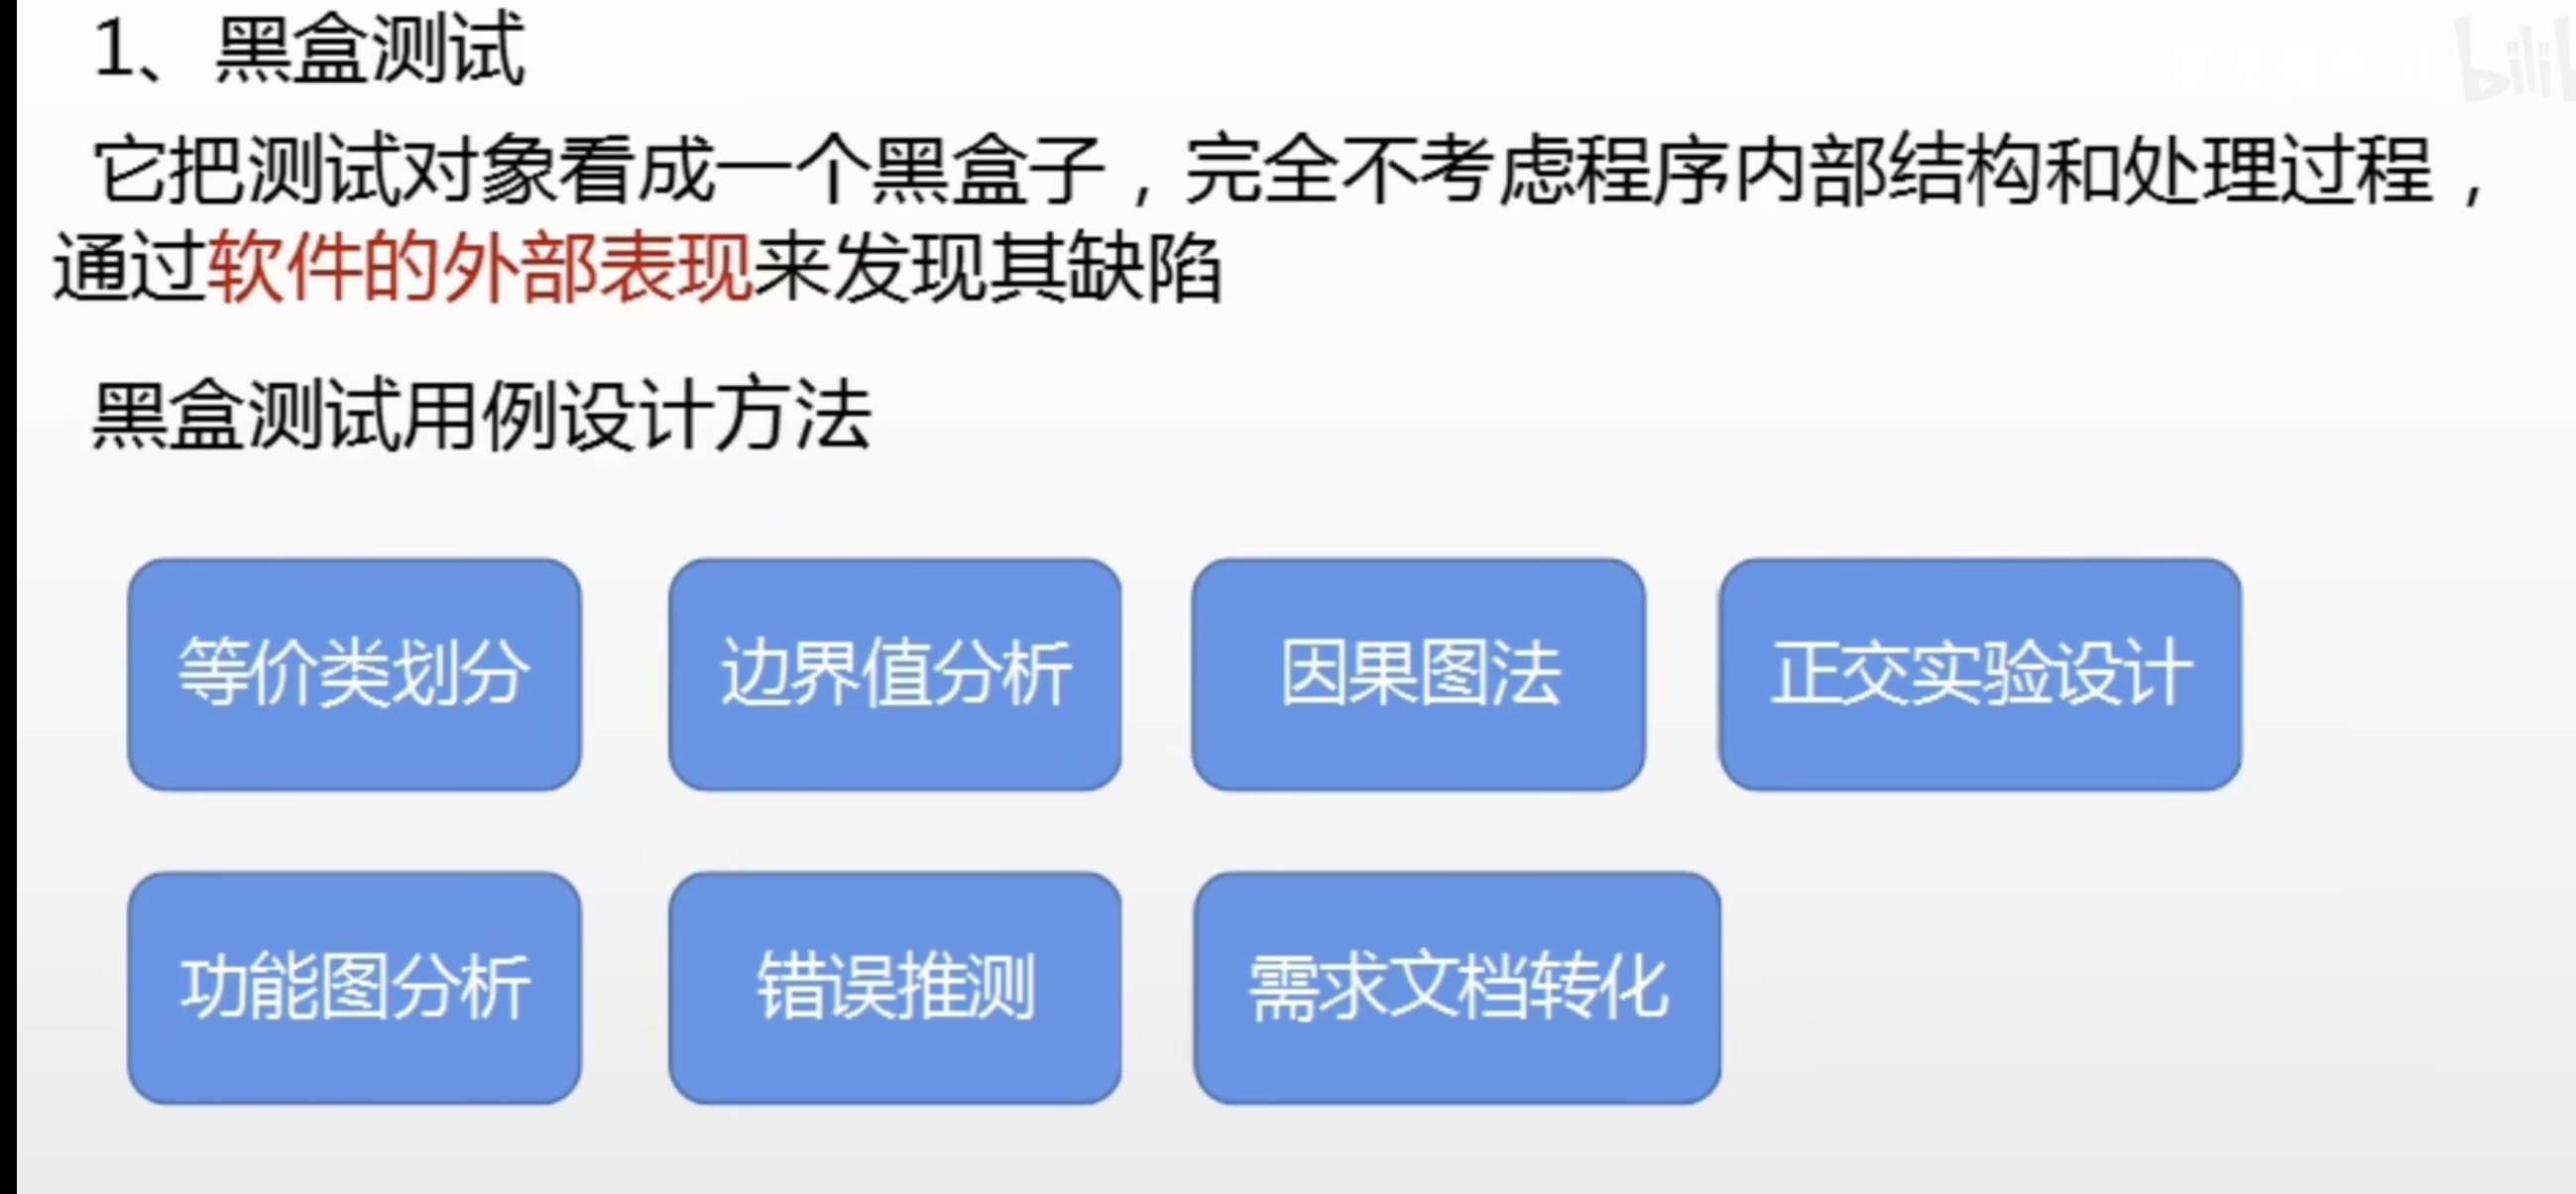 1、黑盒测试
它把测试对象看成一个黑盒子，完全不考虑程序内部结构和处理过程，
通过软件的外部表现来发现其缺陷
黑盒测试用例设计方法
等价类划分 边界值分析 因果图法 正交实验设计
功能图分析 错误推测 需求文档转化